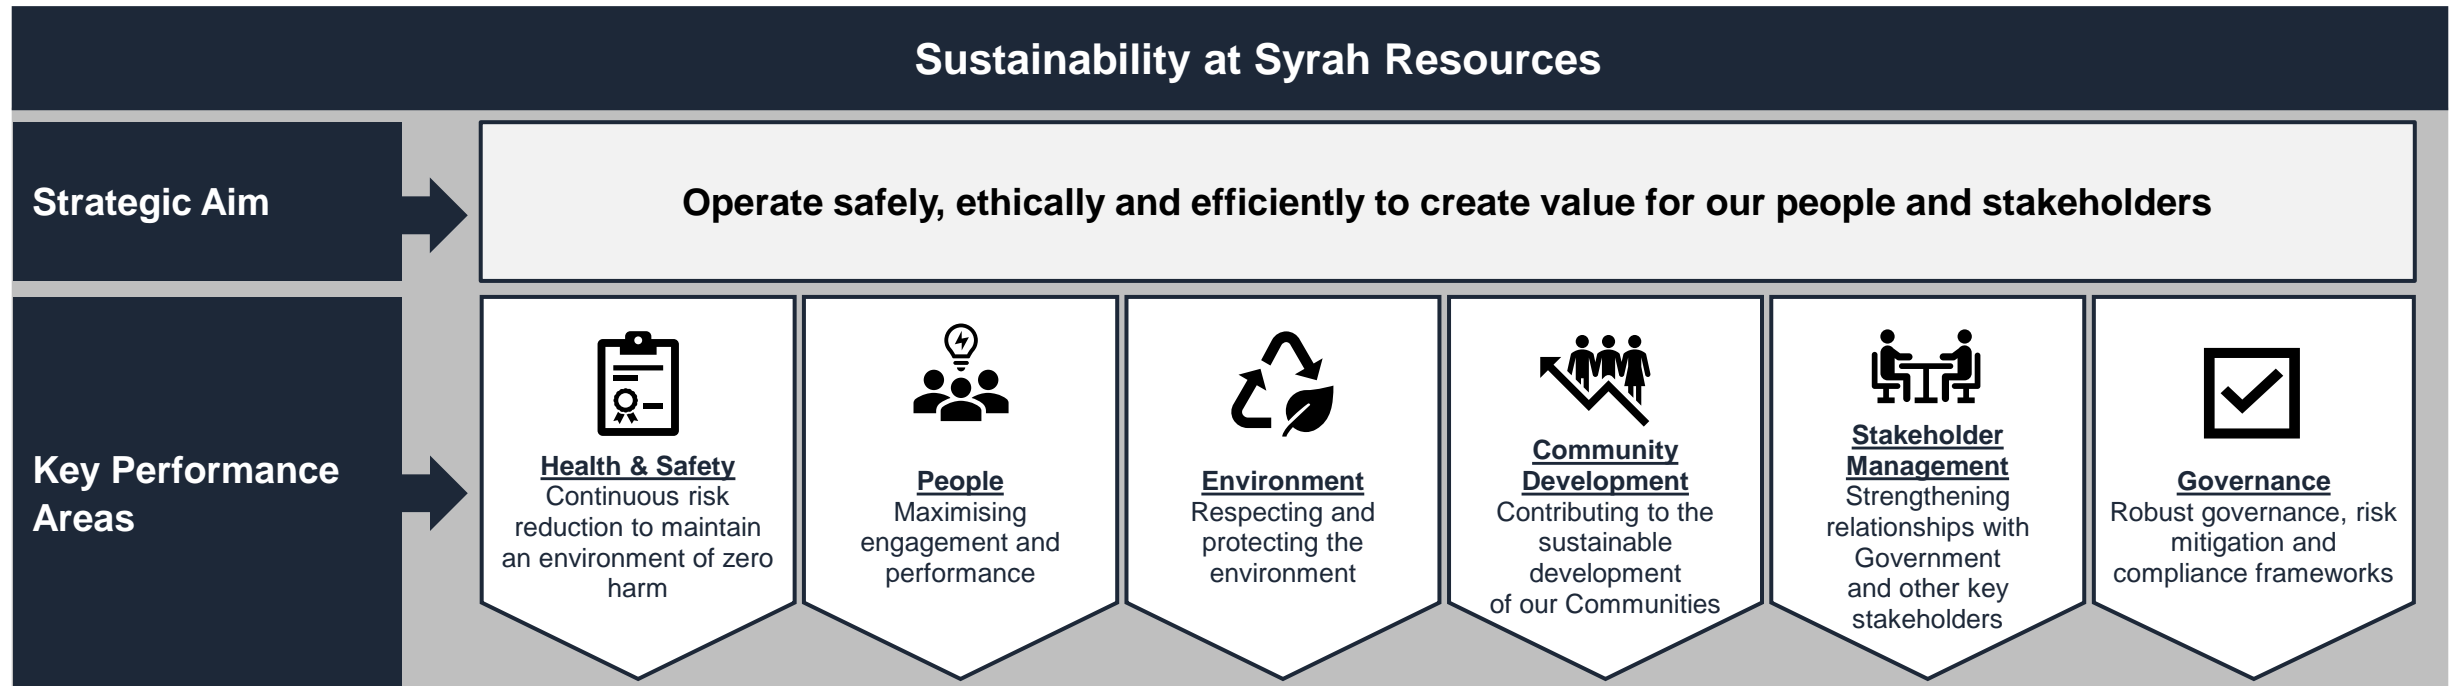 Sustainability at Syrah Resources
Strategic Aim
Operate safely, ethically and efficiently to create value for our people and stakeholders
Key Performance
Areas
Health & Safety
Continuous risk
reduction to maintain
an environment of zero
harm
People
Maximising
engagement and
performance
Environment
Respecting and
protecting the
environment
Community
Development
Contributing to the
sustainable
development
of our Communities
Stakeholder
Management
Strengthening
relationships with
Government
and other key
stakeholders
Governance
Robust governance, risk
mitigation and
compliance frameworks